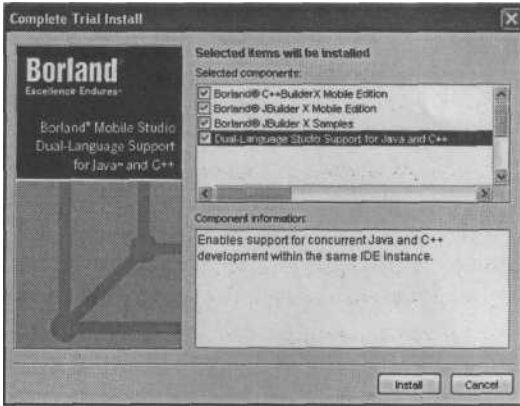 Complete Trial Install
Borland
Excellence Endures™
Borland® Mobile Studio
Dual-Language Support
for Java™ and C++
Selected items will be installed
Selected components:
Borland® C++BuilderX Mobile Edition
Borland® JBuilder X Mobile Edition
Borland® JBuilder X Samples
Dual-Language Studio Support for Java and C++
Component information:
Enables support for concurrent Java and C++
development within the same IDE instance.
Install
Cancel